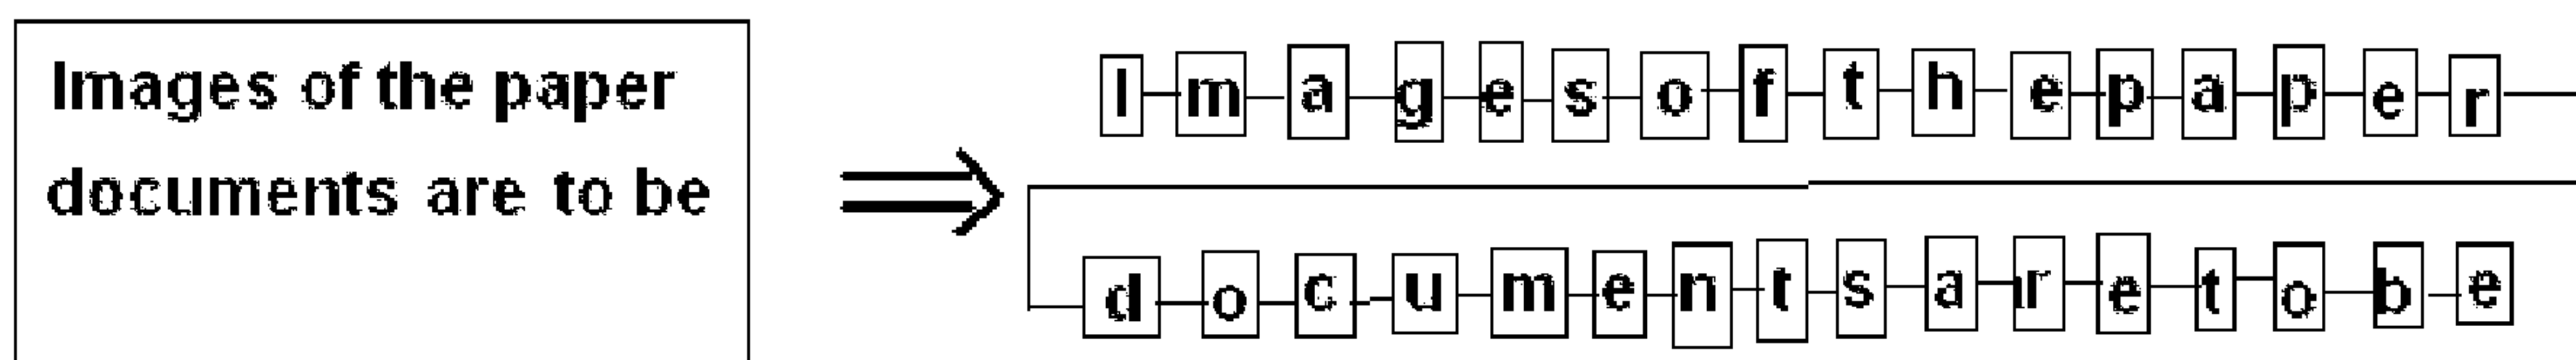 Images of the paper
documents are to be
I m a g e s o f t h e p a p e r
d o c u m e n t s a r e t o b e